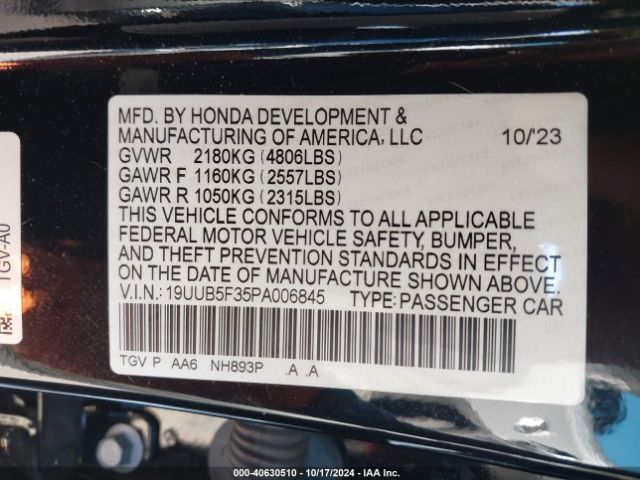 MFD. BY HONDA DEVELOPMENT &
MANUFACTURING OF AMERICA, LLC 10/'23
GVWR 2180KG (4806LBS)
GAWR F 1160KG (2557LBS)
GAWR R 1050KG (2315LBS)
THIS VEHICLE CONFORMS TO ALL APPLICABLE
FEDERAL MOTOR VEHICLE SAFETY, BUMPER,
AND THEFT PREVENTION STANDARDS IN EFFECT
ON THE DATE OF MANUFACTURE SHOWN ABOVE.
V.I.N.: 19UUB5F35PA006845 TYPE: PASSENGER CAR
TGV P AA6 NH893P .A .A
TGV-A0
000-40630510 - 10/17/2024 - IAA Inc.